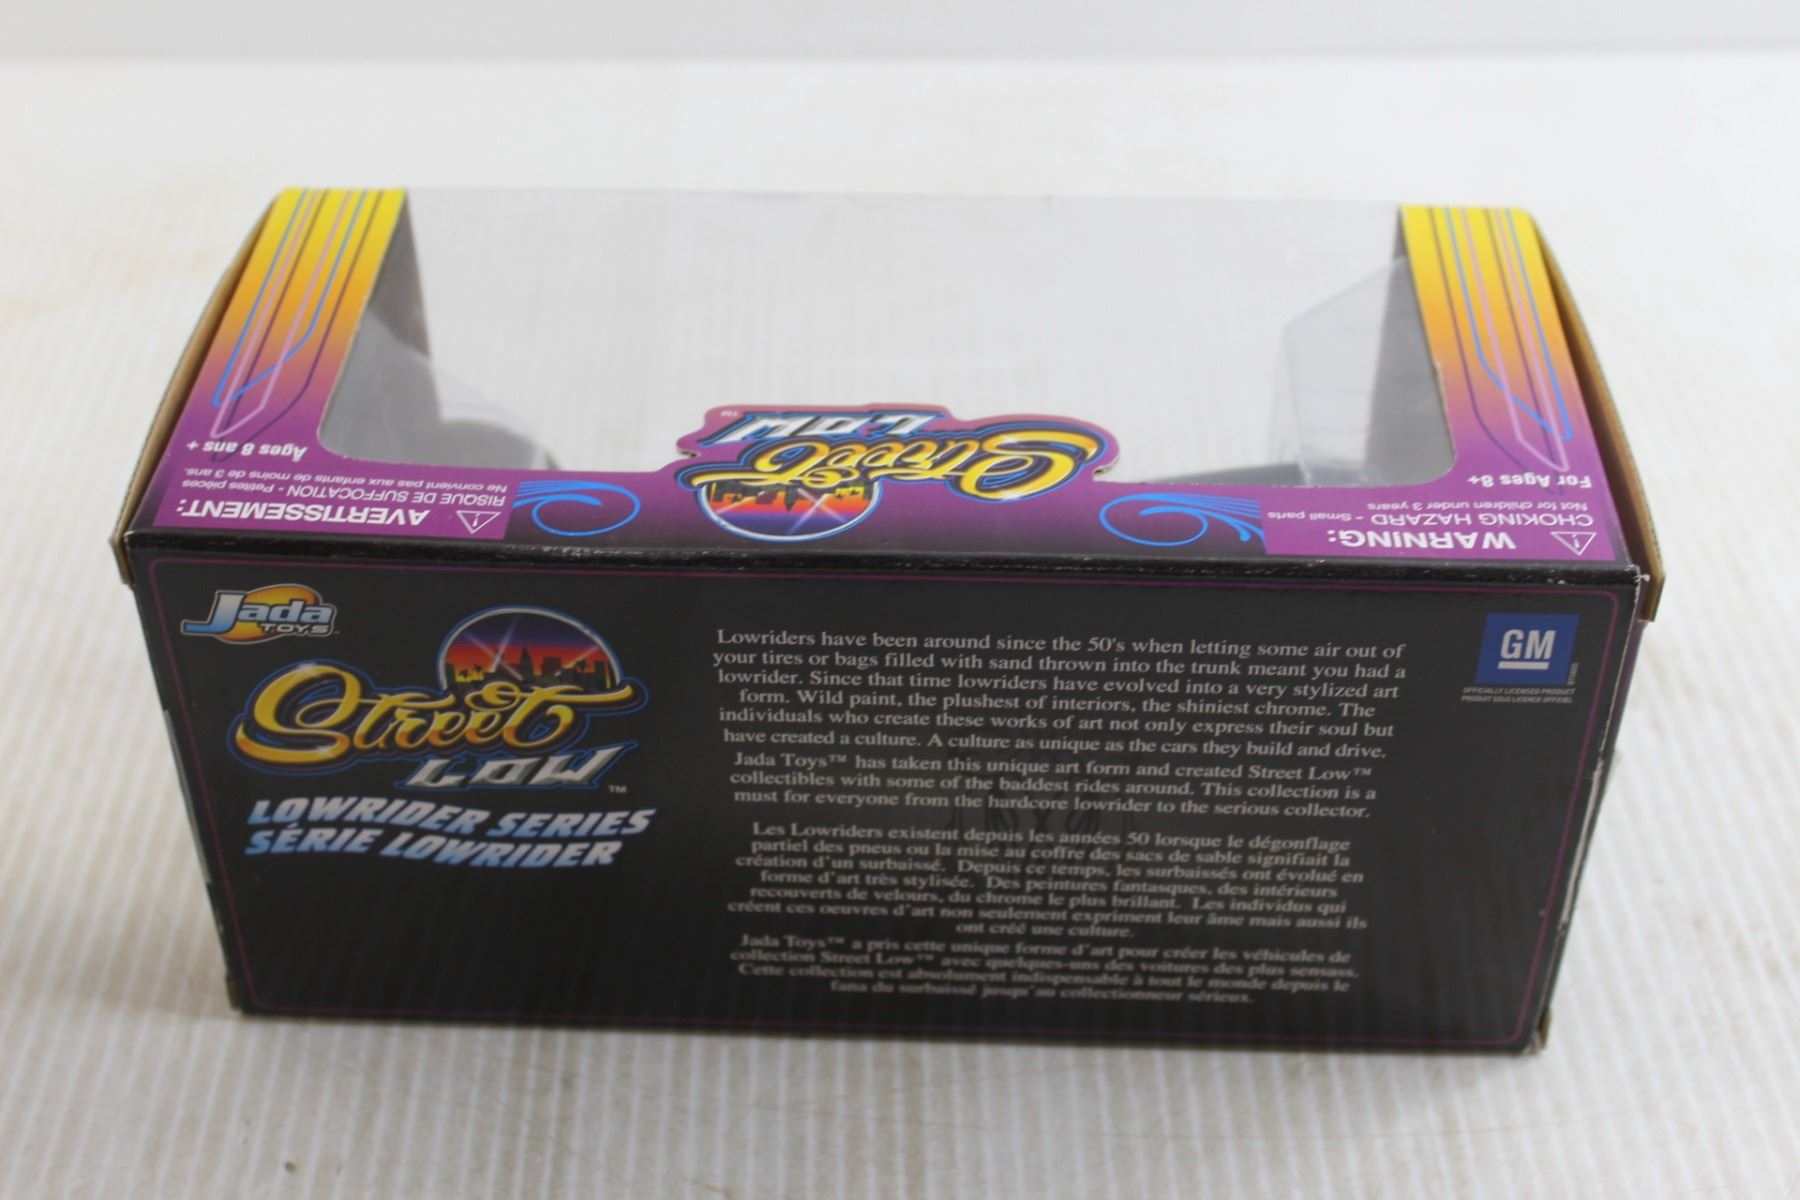 Street
LOW
TM
Ages 8 ans +
AVERTISSEMENT:
RISQUE DE SUFFOCATION - Petites pièces
Ne convient pas aux enfants de moins de 3 ans.
For Ages 8+
WARNING:
CHOKING HAZARD - Small parts
Not for children under 3 years
Jada
TOYS
Street
LOW
TM
LOWRIDER SERIES
SÉRIE LOWRIDER
Lowriders have been around since the 50's when letting some air out of
your tires or bags filled with sand thrown into the trunk meant you had a
lowrider. Since that time lowriders have evolved into a very stylized art
form. Wild paint, the plushest of interiors, the shiniest chrome. The
individuals who create these works of art not only express their soul but
have created a culture. A culture as unique as the cars they build and drive.
Jada Toys™ has taken this unique art form and created Street Low™
collectibles with some of the baddest rides around. This collection is a
must for everyone from the hardcore lowrider to the serious collector.
Les Lowriders existent depuis les années 50 lorsque le dégonflage
partiel des pneus ou la mise au coffre des sacs de sable signifiait la
création d'un surbaissé. Depuis ce temps, les surbaissés ont évolué en
forme d'art très stylisée. Des peintures fantasques, des intérieurs
recouverts de velours, du chrome le plus brillant. Les individus qui
créent ces oeuvres d'art non seulement expriment leur âme mais aussi ils
ont créé une culture.
Jada Toys™ a pris cette unique forme d'art pour créer les véhicules de
collection Street Low™ avec quelques-uns des voitures des plus sensass.
Cette collection est absolument indispensable à tout le monde depuis le
fana du surbaissé jusqu'au collectionneur sérieux.
GM
OFFICIALLY LICENSED PRODUCT
PRODUIT SOUS LICENCE OFFICIEL